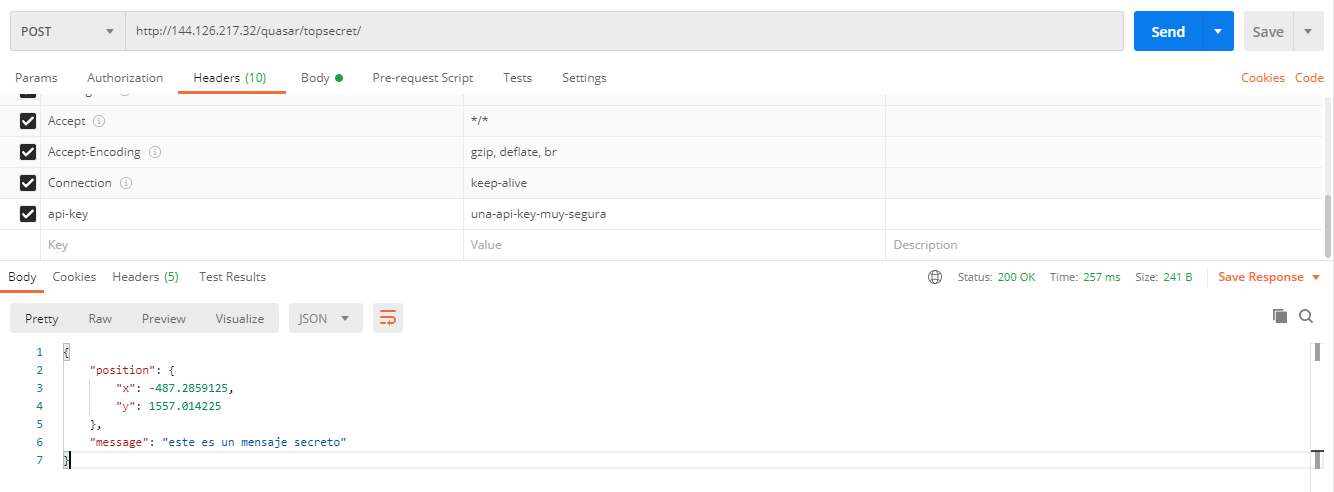 POST http://144.126.217.32/quasar/topsecret/ Send Save
Params Authorization Headers (10) Body Pre-request Script Tests Settings Cookies Code
Accept */*
Accept-Encoding gzip, deflate, br
Connection keep-alive
api-key una-api-key-muy-segura
Key Value Description
Body Cookies Headers (5) Test Results Status: 200 OK Time: 257 ms Size: 241 B Save Response
Pretty Raw Preview Visualize JSON
1 {
2 "position": {
3 "x": -487.2859125,
4 "y": 1557.014225
5 },
6 "message": "este es un mensaje secreto"
7 }